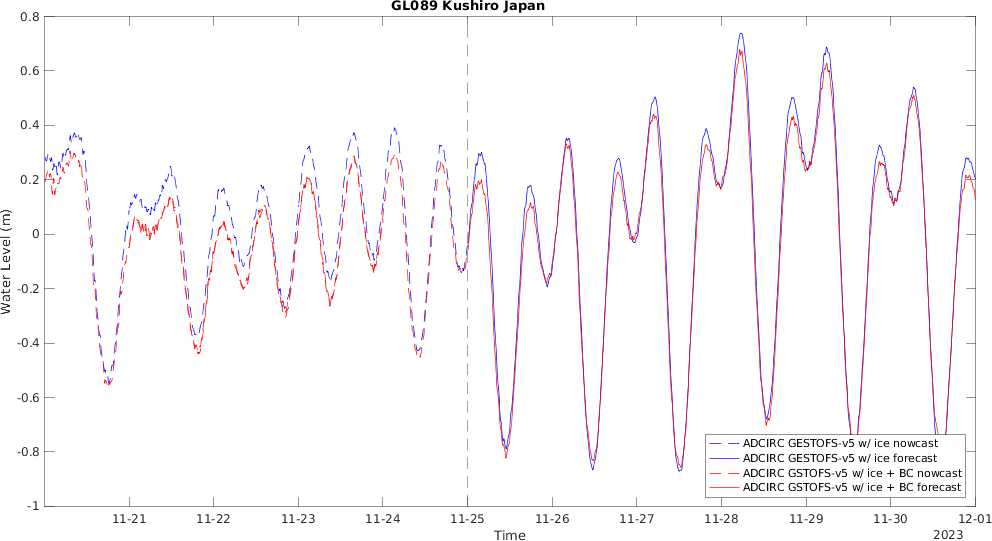 GL089 Kushiro Japan
0.8
0.6
0.4
0.2
0
-0.2
-0.4
-0.6
-0.8
-1
Water Level (m)
ADCIRC GESTOFS-v5 w/ ice nowcast
ADCIRC GESTOFS-v5 w/ ice forecast
ADCIRC GSTOFS-v5 w/ ice + BC nowcast
ADCIRC GSTOFS-v5 w/ ice + BC forecast
11-21 11-22 11-23 11-24 11-25 11-26 11-27 11-28 11-29 11-30 12-01
Time
2023